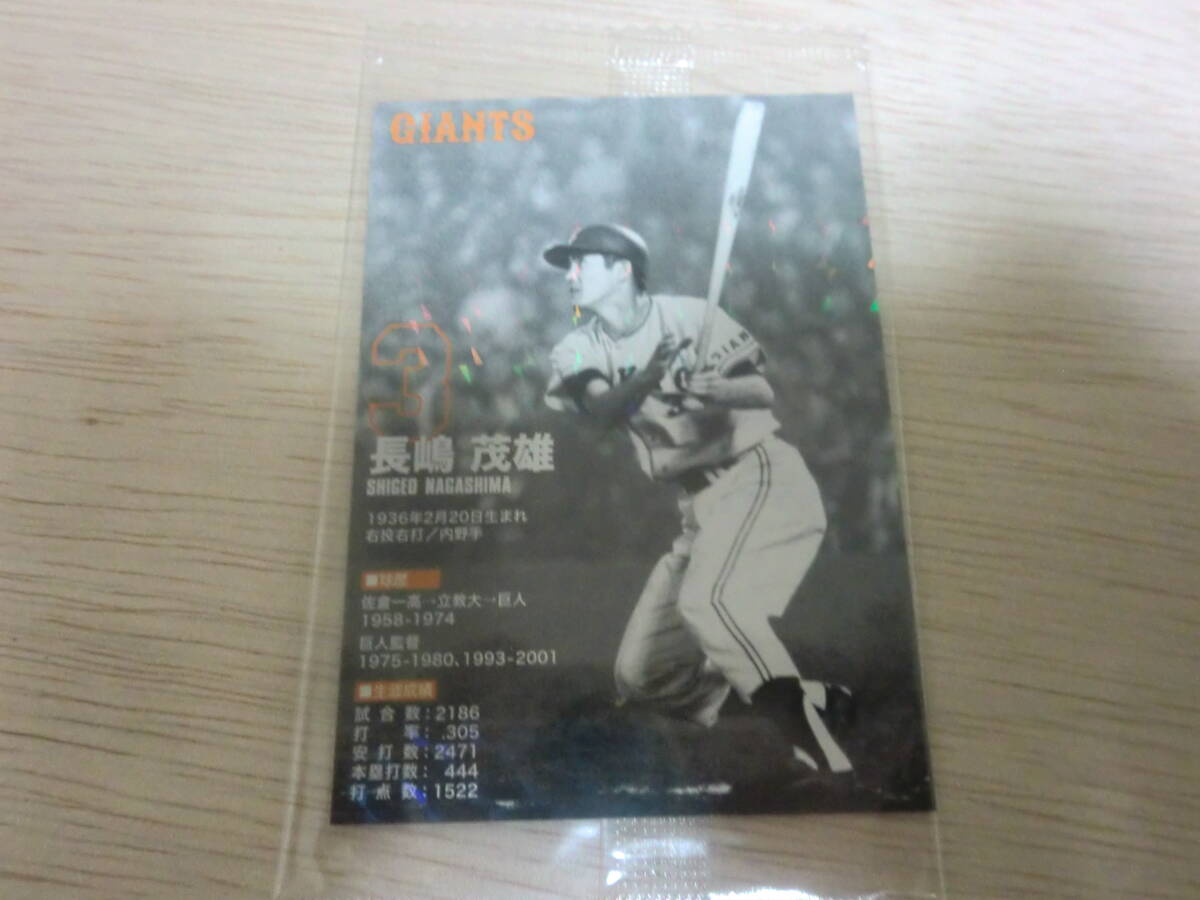 GIANTS
3
長嶋 茂雄
SHIGEO NAGASHIMA
1936年2月20日生まれ
右投右打／内野手
■球歴
佐倉一高→立教大→巨人
1958-1974
巨人監督
1975-1980、1993-2001
■生涯成績
試合数:2186
打率: .305
安打数:2471
本塁打数: 444
打点数:1522